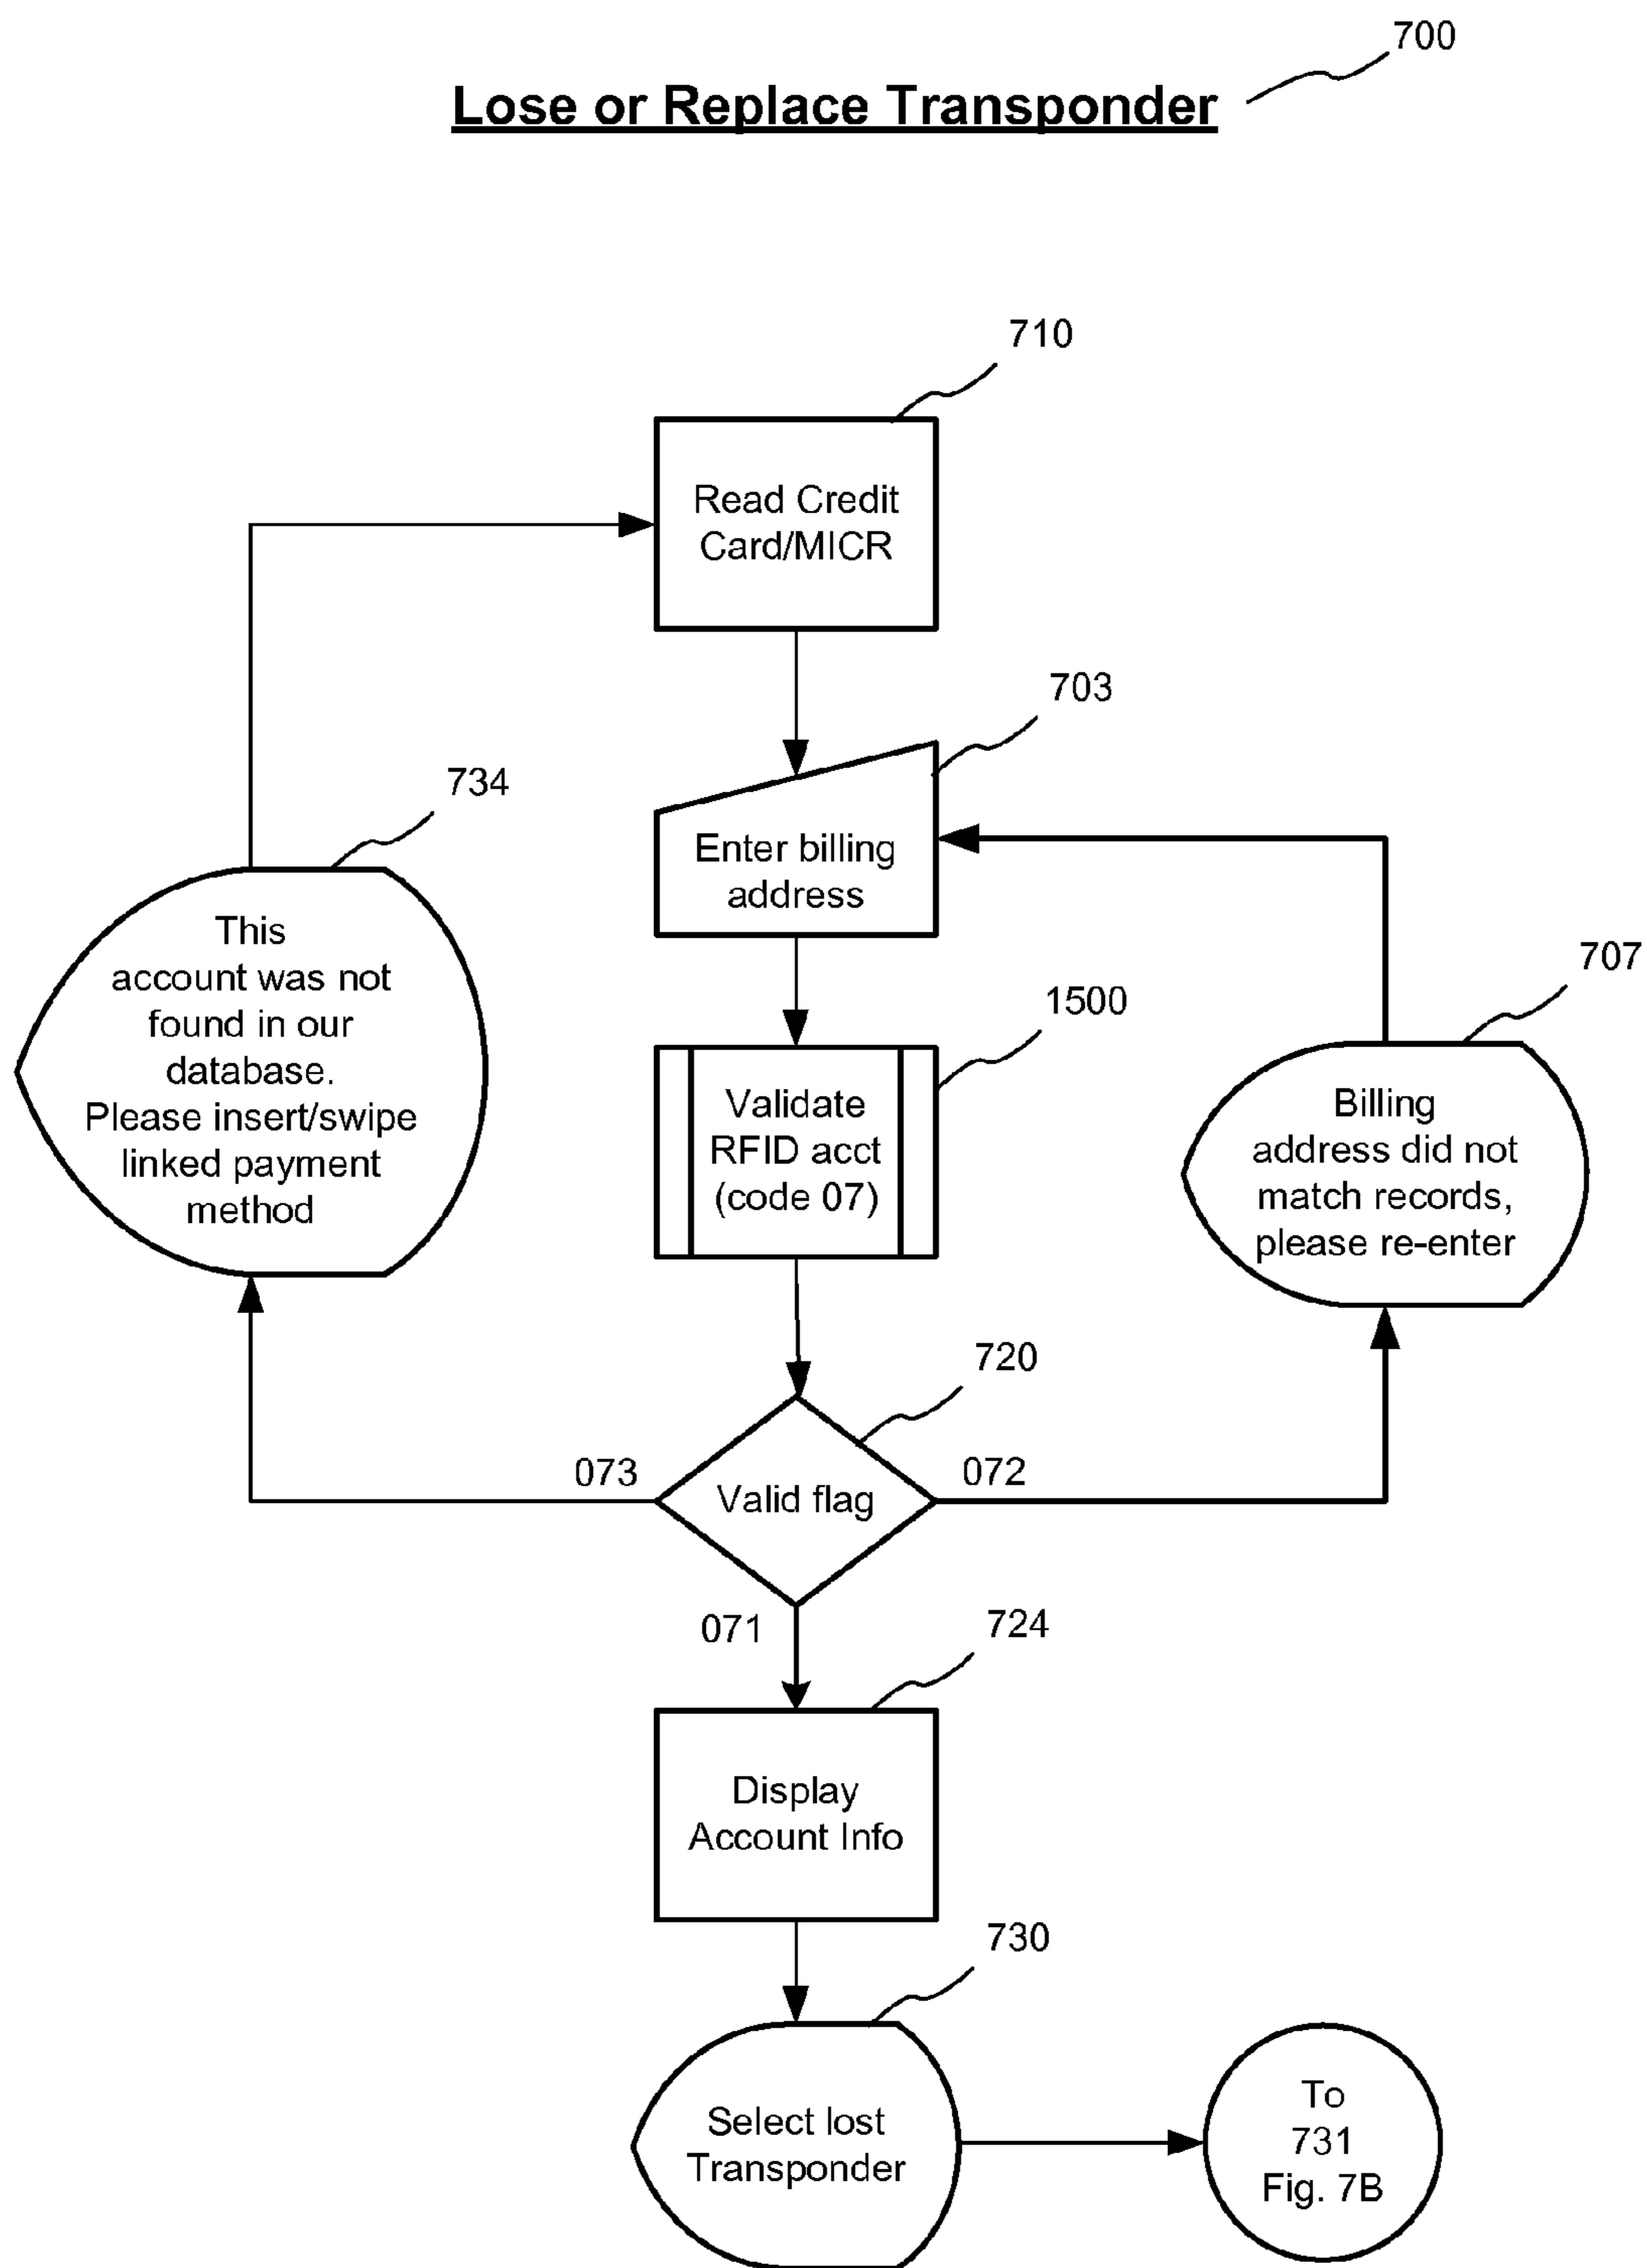 700
Lose or Replace Transponder
710
Read Credit
Card/MICR
703
Enter billing
address
734
This
account was not
found in our
database.
Please insert/swipe
linked payment
method
1500
Validate
RFID acct
(code 07)
707
Billing
address did not
match records,
please re-enter
720
073
Valid flag
072
071
724
Display
Account Info
730
Select lost
Transponder
To
731
Fig. 7B